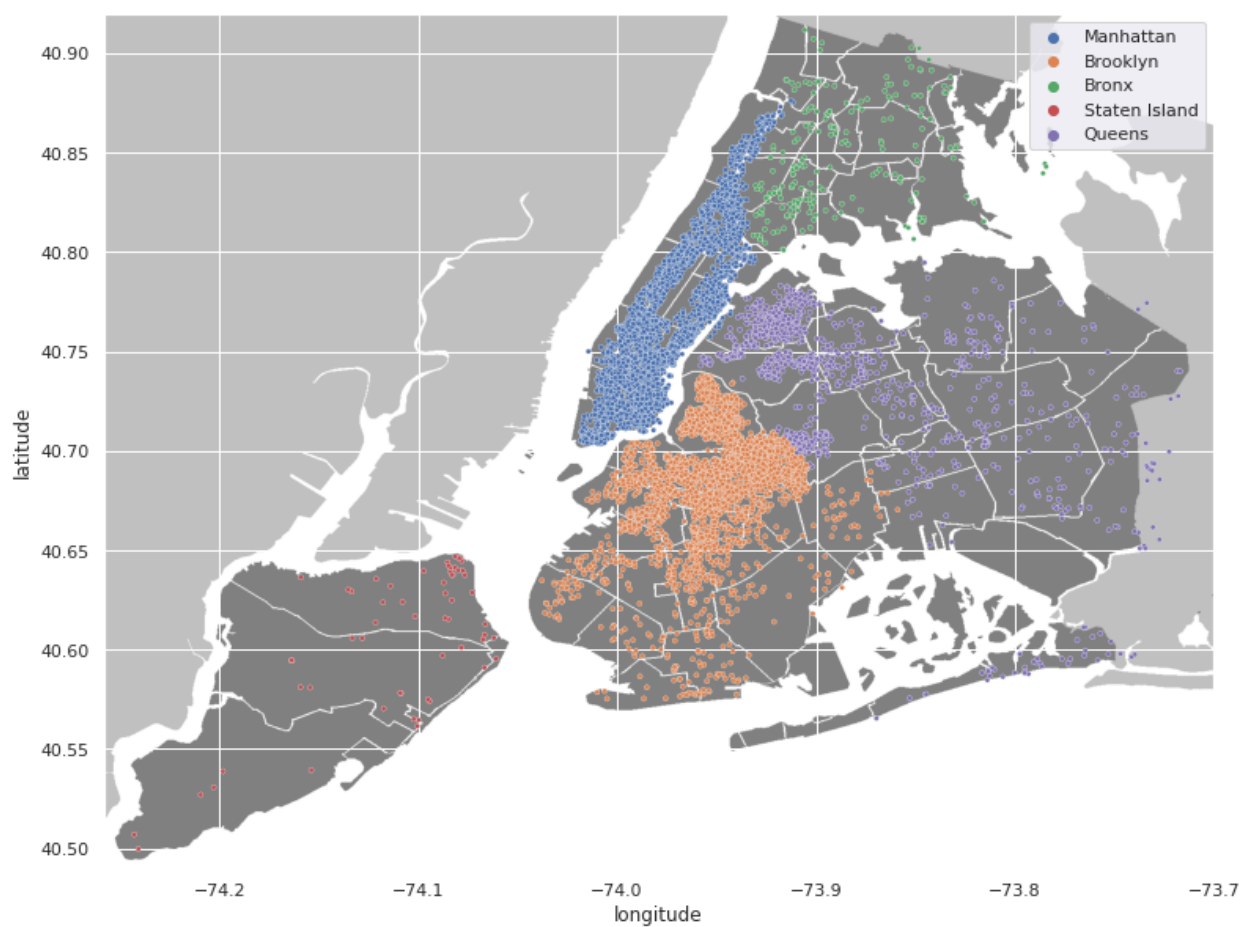 Manhattan
Brooklyn
Bronx
Staten Island
Queens
40.90
40.85
40.80
40.75
40.70
40.65
40.60
40.55
40.50
latitude
−74.2 −74.1 −74.0 −73.9 −73.8 −73.7
longitude